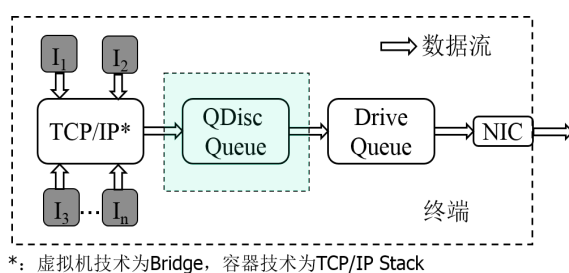 I1 I2 数据流
TCP/IP*
QDisc
Queue
Drive
Queue
NIC
I3 ... In
终端
*：虚拟机技术为Bridge，容器技术为TCP/IP Stack